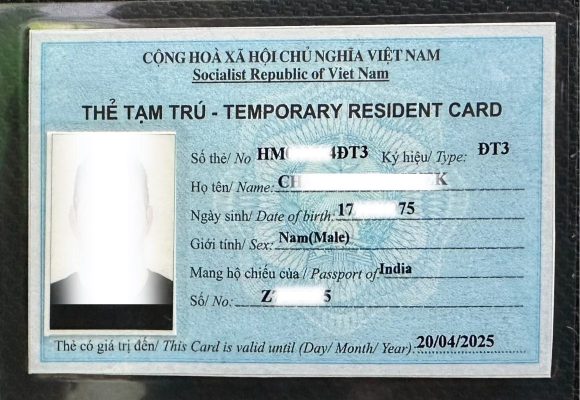 CỘNG HOÀ XÃ HỘI CHỦ NGHĨA VIỆT NAM
Socialist Republic of Viet Nam
THẺ TẠM TRÚ - TEMPORARY RESIDENT CARD
Số thẻ/ No HM 4ĐT3 Ký hiệu/ Type: ĐT3
Họ tên/ Name: CH K
Ngày sinh/ Date of birth: 17 75
Giới tính/ Sex: Nam(Male)
Mang hộ chiếu của / Passport of India
Số/ No: Z 5
Thẻ có giá trị đến/ This Card is valid until (Day/ Month/ Year): 20/04/2025